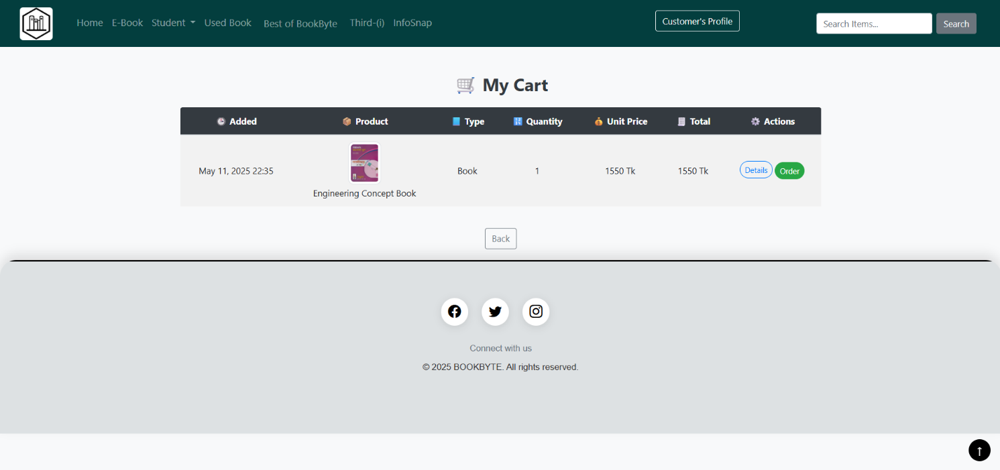 Home E-Book Student Used Book Best of BookByte Third-(i) InfoSnap Customer's Profile Search Items... Search
My Cart
Added Product Type Quantity Unit Price Total Actions
May 11, 2025 22:35 Book 1 1550 Tk 1550 Tk Details Order
Engineering Concept Book
Back
Connect with us
© 2025 BOOKBYTE. All rights reserved.